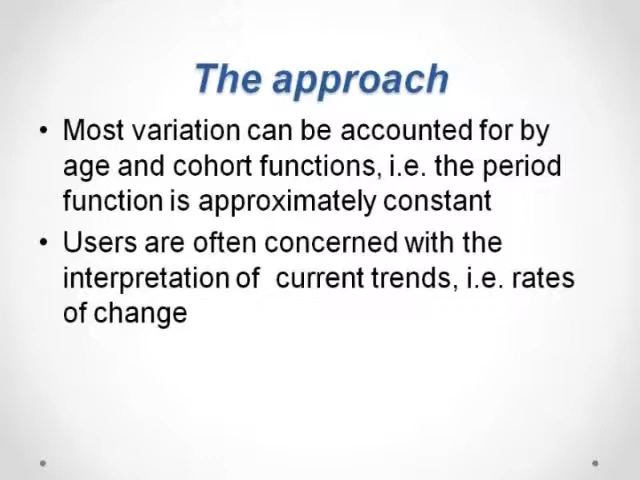 The approach
• Most variation can be accounted for by
age and cohort functions, i.e. the period
function is approximately constant
• Users are often concerned with the
interpretation of  current trends, i.e. rates
of change